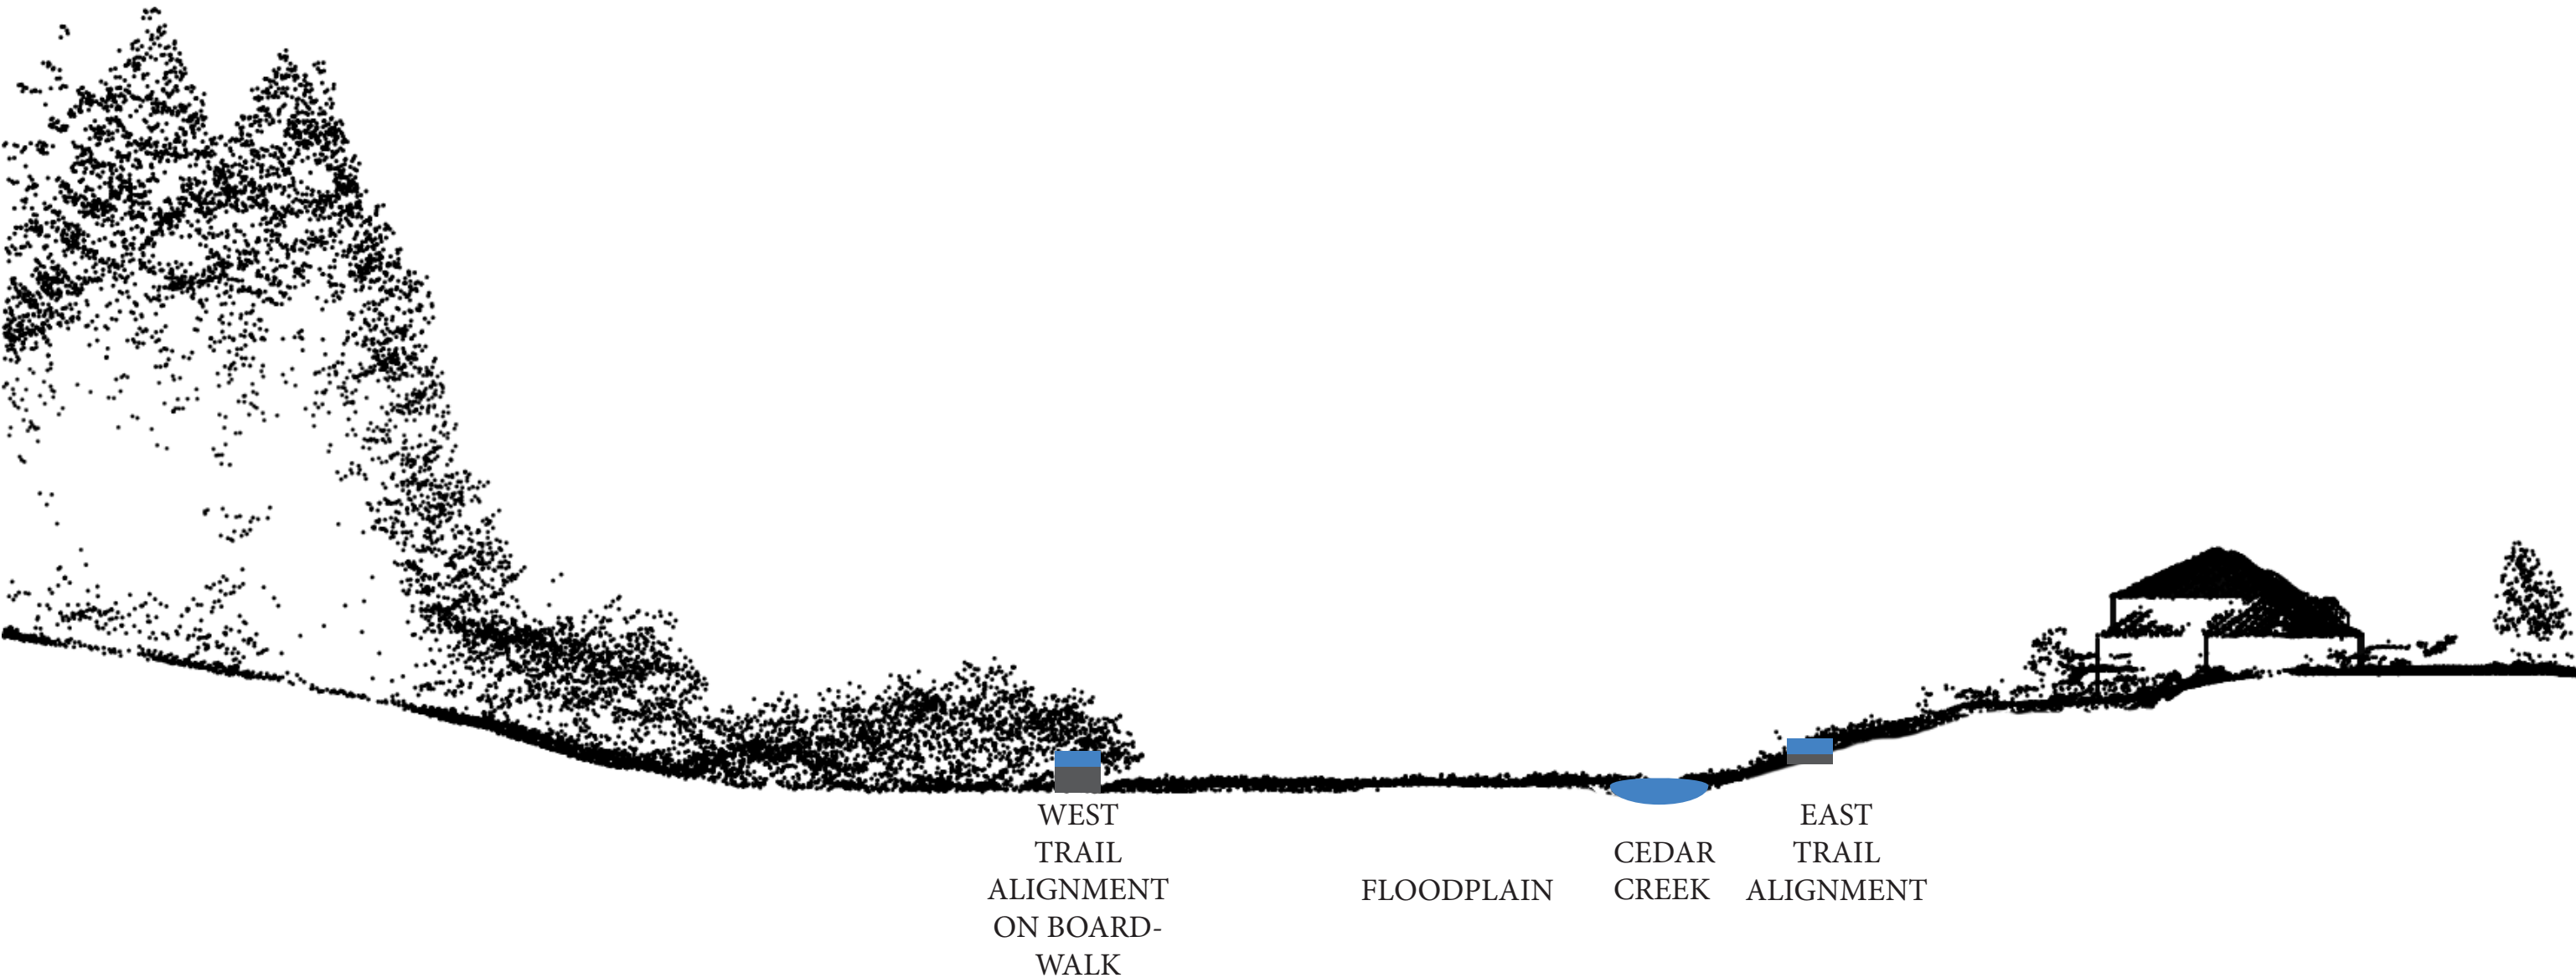 WEST
TRAIL
ALIGNMENT
ON BOARD-
WALK
FLOODPLAIN
CEDAR
CREEK
EAST
TRAIL
ALIGNMENT